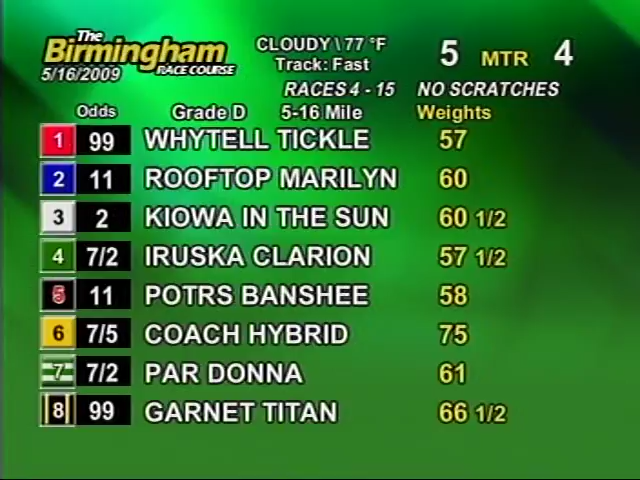 The
Birmingham
RACE COURSE
5/16/2009
CLOUDY \ 77 °F
Track: Fast
5 MTR 4
RACES 4 - 15 NO SCRATCHES
Odds Grade D 5-16 Mile Weights
1 99 WHYTELL TICKLE 57
2 11 ROOFTOP MARILYN 60
3 2 KIOWA IN THE SUN 60 1/2
4 7/2 IRUSKA CLARION 57 1/2
5 11 POTRS BANSHEE 58
6 7/5 COACH HYBRID 75
7 7/2 PAR DONNA 61
8 99 GARNET TITAN 66 1/2